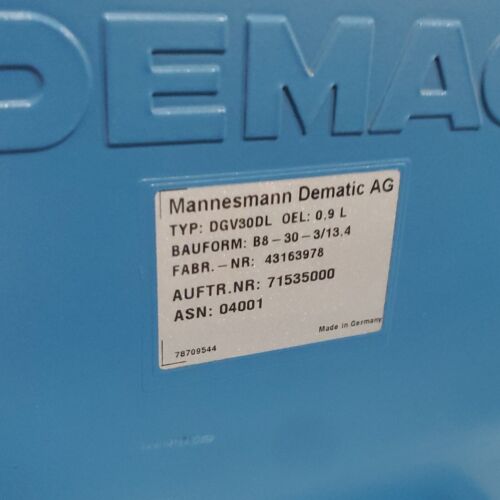 DEMAG
Mannesmann Dematic AG
TYP: DGV30DL OEL: 0,9 L
BAUFORM: B8-30-3/13,4
FABR.-NR: 43163978
AUFTR.NR: 71535000
ASN: 04001
Made in Germany
78709544